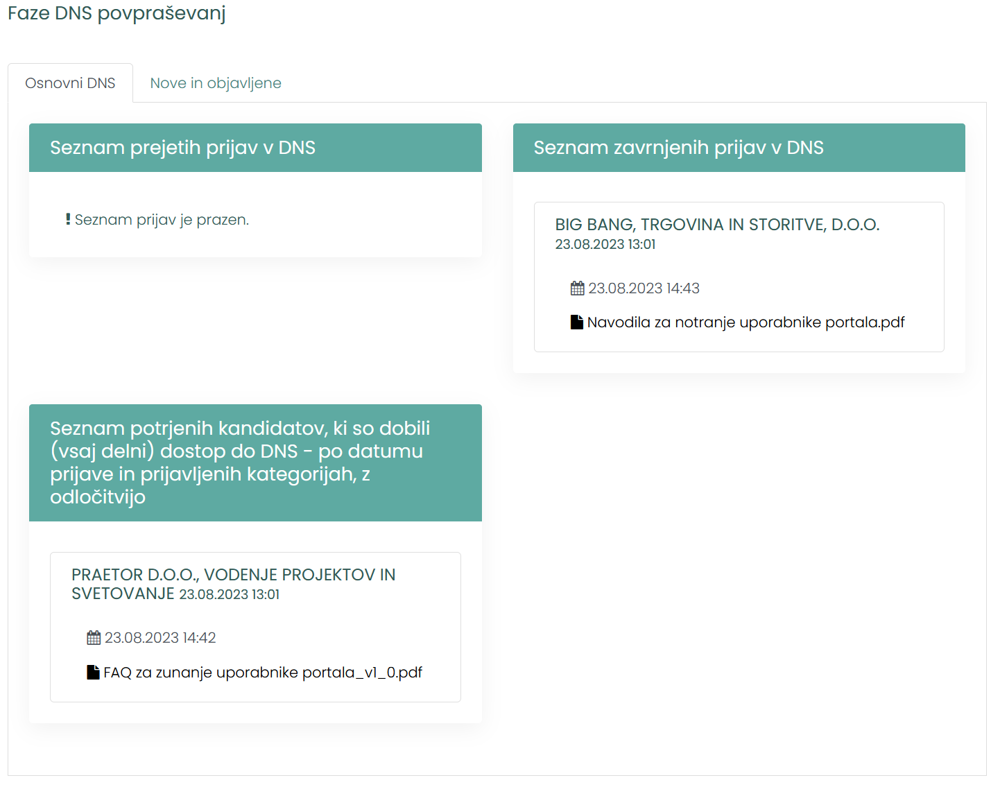 Faze DNS povpraševanj
Osnovni DNS
Nove in objavljene
Seznam prejetih prijav v DNS
! Seznam prijav je prazen.
Seznam zavrnjenih prijav v DNS
BIG BANG, TRGOVINA IN STORITVE, D.O.O.
23.08.2023 13:01
23.08.2023 14:43
Navodila za notranje uporabnike portala.pdf
Seznam potrjenih kandidatov, ki so dobili
(vsaj delni) dostop do DNS - po datumu
prijave in prijavljenih kategorijah, z
odločitvijo
PRAETOR D.O.O., VODENJE PROJEKTOV IN
SVETOVANJE 23.08.2023 13:01
23.08.2023 14:42
FAQ za zunanje uporabnike portala_v1_0.pdf